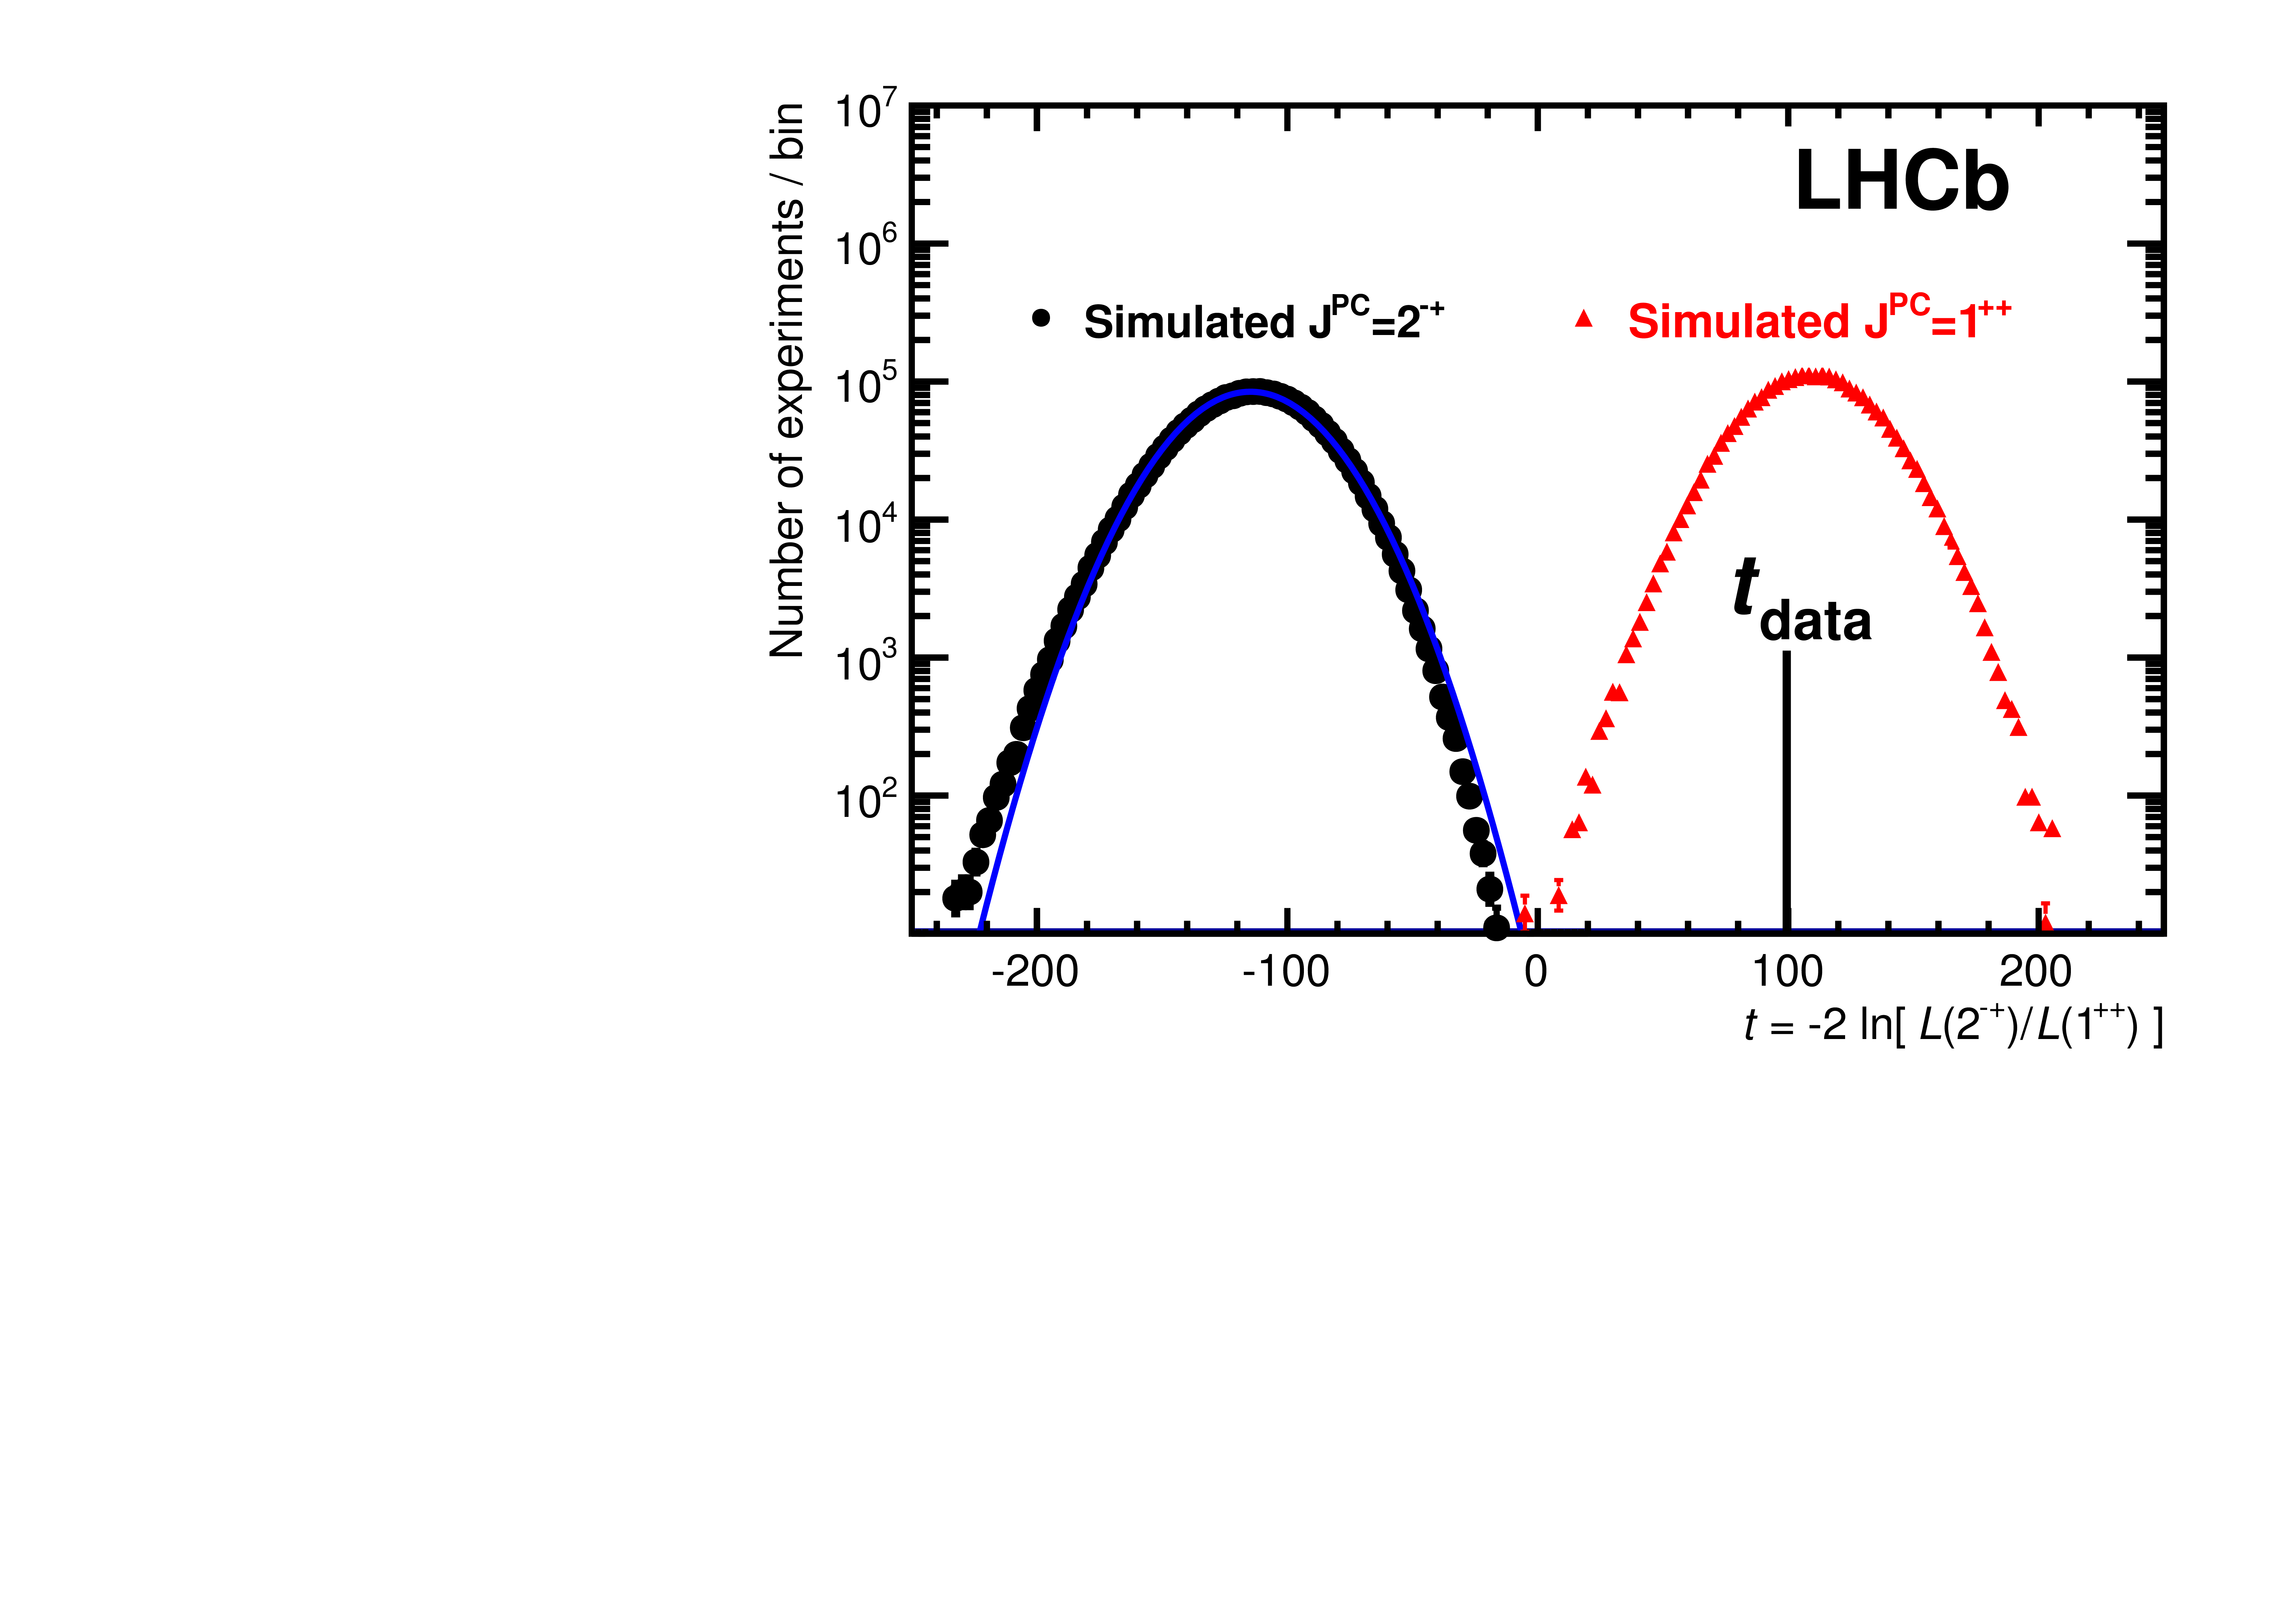 Number of experiments / bin
10^7
10^6
10^5
10^4
10^3
10^2
LHCb
Simulated J^PC=2^-+
Simulated J^PC=1^++
t_data
-200 -100 0 100 200
t = -2 ln[ L(2^-+)/L(1^++) ]